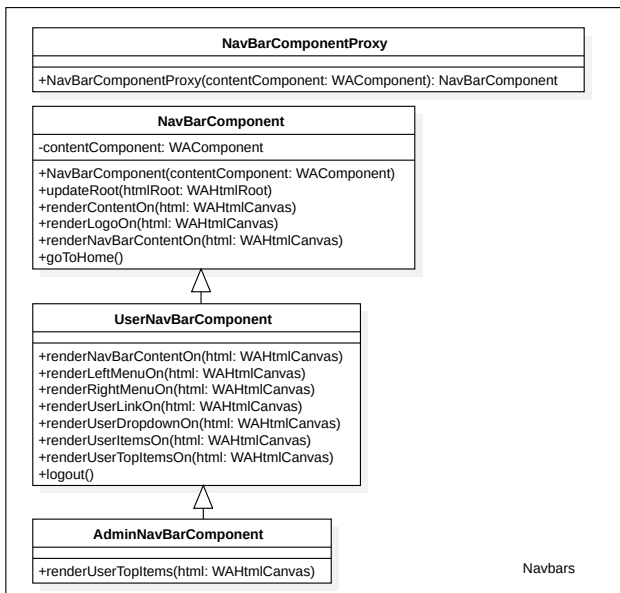 NavBarComponentProxy
+NavBarComponentProxy(contentComponent: WAComponent): NavBarComponent
NavBarComponent
-contentComponent: WAComponent
+NavBarComponent(contentComponent: WAComponent)
+updateRoot(htmlRoot: WAHtmlRoot)
+renderContentOn(html: WAHtmlCanvas)
+renderLogoOn(html: WAHtmlCanvas)
+renderNavBarContentOn(html: WAHtmlCanvas)
+goToHome()
UserNavBarComponent
+renderNavBarContentOn(html: WAHtmlCanvas)
+renderLeftMenuOn(html: WAHtmlCanvas)
+renderRightMenuOn(html: WAHtmlCanvas)
+renderUserLinkOn(html: WAHtmlCanvas)
+renderUserDropdownOn(html: WAHtmlCanvas)
+renderUserItemsOn(html: WAHtmlCanvas)
+renderUserTopItemsOn(html: WAHtmlCanvas)
+logout()
AdminNavBarComponent
+renderUserTopItems(html: WAHtmlCanvas)
Navbars